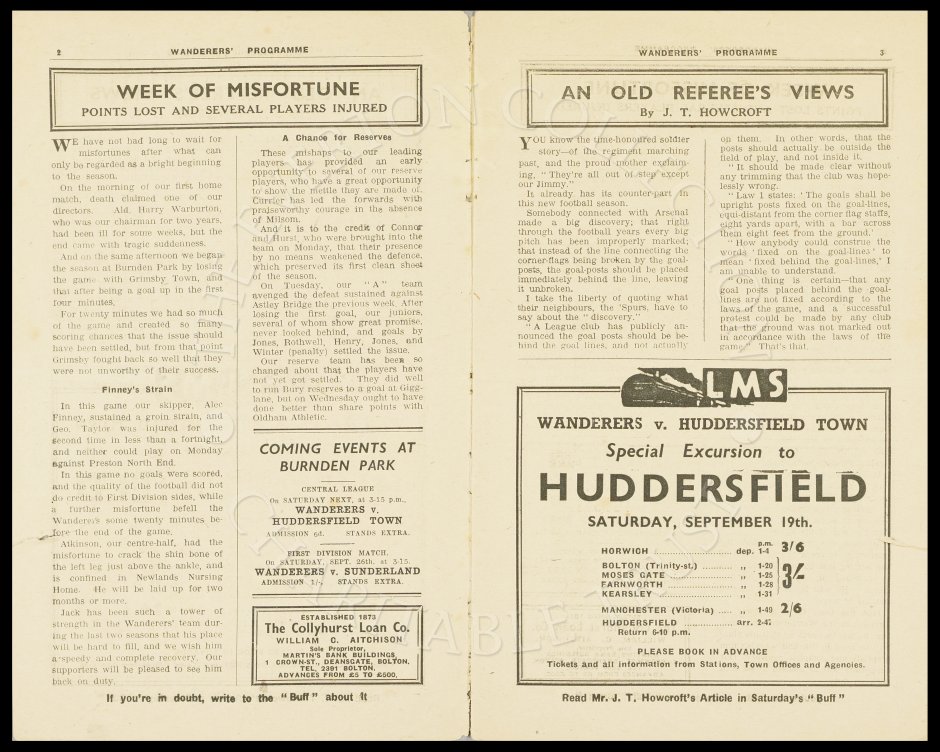 2
WANDERERS' PROGRAMME
WEEK OF MISFORTUNE
POINTS LOST AND SEVERAL PLAYERS INJURED
WE have not had long to wait for
misfortunes after what can
only be regarded as a bright beginning
to the season.
On the morning of our first home
match, death claimed one of our
directors. Ald. Harry Warburton,
who was our chairman for two years,
had been ill for some weeks, but the
end came with tragic suddenness.
And on the same afternoon we began
the season at Burnden Park by losing
the game with Grimsby Town, and
that after being a goal up in the first
four minutes.
For twenty minutes we had so much
of the game and created so many
scoring chances that the issue should
have been settled, but from that point
Grimsby fought back so well that they
were not unworthy of their success.
Finney's Strain
In this game our skipper, Alec
Finney, sustained a groin strain, and
Geo. Taylor was injured for the
second time in less than a fortnight,
and neither could play on Monday
against Preston North End.
In this game no goals were scored,
and the quality of the football did not
do credit to First Division sides, while
a further misfortune befell the
Wanderers some twenty minutes be-
fore the end of the game.
Atkinson, our centre-half, had the
misfortune to crack the shin bone of
the left leg just above the ankle, and
is confined in Newlands Nursing
Home. He will be laid up for two
months or more.
Jack has been such a tower of
strength in the Wanderers' team dur-
ing the last two seasons that his place
will be hard to fill, and we wish him
a speedy and complete recovery. Our
supporters will be pleased to see him
back on duty.
A Chance for Reserves
These mishaps to our leading
players has provided an early
opportunity to several of our reserve
players, who have a great opportunity
to show the mettle they are made of.
Currier has led the forwards with
praiseworthy courage in the absence
of Milsom.
And it is to the credit of Connor
and Hurst, who were brought into the
team on Monday, that their presence
by no means weakened the defence,
which preserved its first clean sheet
of the season.
On Tuesday, our "A" team
avenged the defeat sustained against
Astley Bridge the previous week. After
losing the first goal, our juniors,
several of whom show great promise,
never looked behind, and goals by
Jones, Rothwell, Henry, Jones, and
Winter (penalty) settled the issue.
Our reserve team has been so
changed about that the players have
not yet got settled. They did well
to run Bury reserves to a goal at Gigg-
lane, but on Wednesday ought to have
done better than share points with
Oldham Athletic.
COMING EVENTS AT
BURNDEN PARK
CENTRAL LEAGUE
On SATURDAY NEXT, at 3-15 p.m.,
WANDERERS v.
HUDDERSFIELD TOWN
ADMISSION 6d. STANDS EXTRA.
FIRST DIVISION MATCH.
On SATURDAY, SEPT. 26th, at 3-15.
WANDERERS v. SUNDERLAND
ADMISSION 1/-. STANDS EXTRA.
ESTABLISHED 1873
The Collyhurst Loan Co.
WILLIAM C. AITCHISON
Sole Proprietor,
MARTIN'S BANK BUILDINGS,
1 CROWN-ST., DEANSGATE, BOLTON.
TEL. 2391 BOLTON.
ADVANCES FROM £5 TO £500.
If you're in doubt, write to the "Buff" about it
WANDERERS' PROGRAMME
3
AN OLD REFEREE'S VIEWS
By J. T. HOWCROFT
YOU know the time-honoured soldier
story—of the regiment marching
past, and the proud mother exclaim-
ing, "They're all out of step except
our Jimmy."
Is already has its counter-part in
this new football season.
Somebody connected with Arsenal
made a big discovery; that right
through the football years every big
pitch has been improperly marked;
that instead of the line connecting the
corner-flags being broken by the goal-
posts, the goal-posts should be placed
immediately behind the line, leaving
it unbroken.
I take the liberty of quoting what
their neighbours, the 'Spurs, have to
say about the "discovery."
"A League club has publicly an-
nounced the goal posts should be be-
hind the goal lines, and not actually
on them. In other words, that the
posts should actually be outside the
field of play, and not inside it.
"It should be made clear without
any trimming that the club was hope-
lessly wrong.
"Law 1 states: 'The goals shall be
upright posts fixed on the goal-lines,
equi-distant from the corner flag staffs,
eight yards apart, with a bar across
them eight feet from the ground.'
"How anybody could construe the
words 'fixed on the goal-lines' to
mean 'fixed behind the goal-lines,' I
am unable to understand.
"One thing is certain—that any
goal posts placed behind the goal-
lines are not fixed according to the
laws of the game, and a successful
protest could be made by any club
that the ground was not marked out
in accordance with the laws of the
game." That's that.
LMS
WANDERERS v. HUDDERSFIELD TOWN
Special Excursion to
HUDDERSFIELD
SATURDAY, SEPTEMBER 19th.
p.m.
HORWICH .................. dep. 1-4 3/6
BOLTON (Trinity-st.) .......... ,, 1-20
MOSES GATE ................ ,, 1-25 3/-
FARNWORTH ................ ,, 1-28
KEARSLEY .................. ,, 1-31
MANCHESTER (Victoria) ..... ,, 1-49 2/6
HUDDERSFIELD ............ arr. 2-47
Return 6-10 p.m.
PLEASE BOOK IN ADVANCE
Tickets and all information from Stations, Town Offices and Agencies.
Read Mr. J. T. Howcroft's Article in Saturday's "Buff"